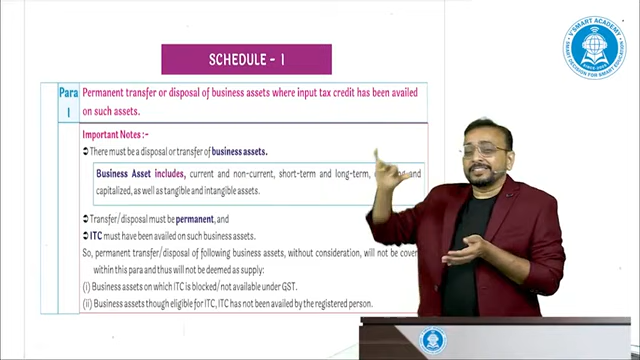 V SMART ACADEMY
SMART DECISION FOR SMART EDUCATION
SCHEDULE - I
Para
I
Permanent transfer or disposal of business assets where input tax credit has been availed
on such assets.
Important Notes :-
➲ There must be a disposal or transfer of business assets.
Business Asset includes, current and non-current, short-term and long-term, and
capitalized, as well as tangible and intangible assets.
➲ Transfer/disposal must be permanent, and
➲ ITC must have been availed on such business assets.
So, permanent transfer/disposal of following business assets, without consideration, will not be
within this para and thus will not be deemed as supply:
(i) Business assets on which ITC is blocked/not available under GST.
(ii) Business assets though eligible for ITC, ITC has not been availed by the registered person.